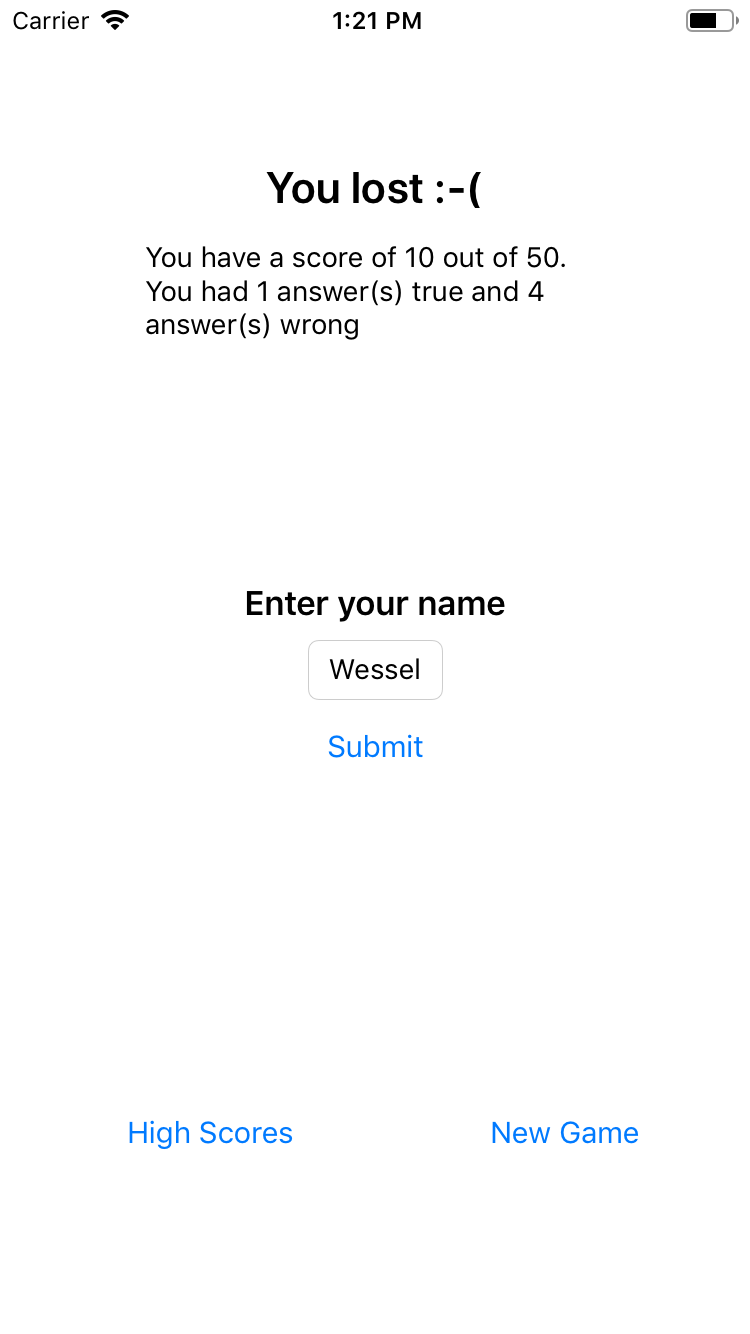 Carrier 1:21 PM
You lost :-(
You have a score of 10 out of 50.
You had 1 answer(s) true and 4
answer(s) wrong
Enter your name
Wessel
Submit
High Scores New Game